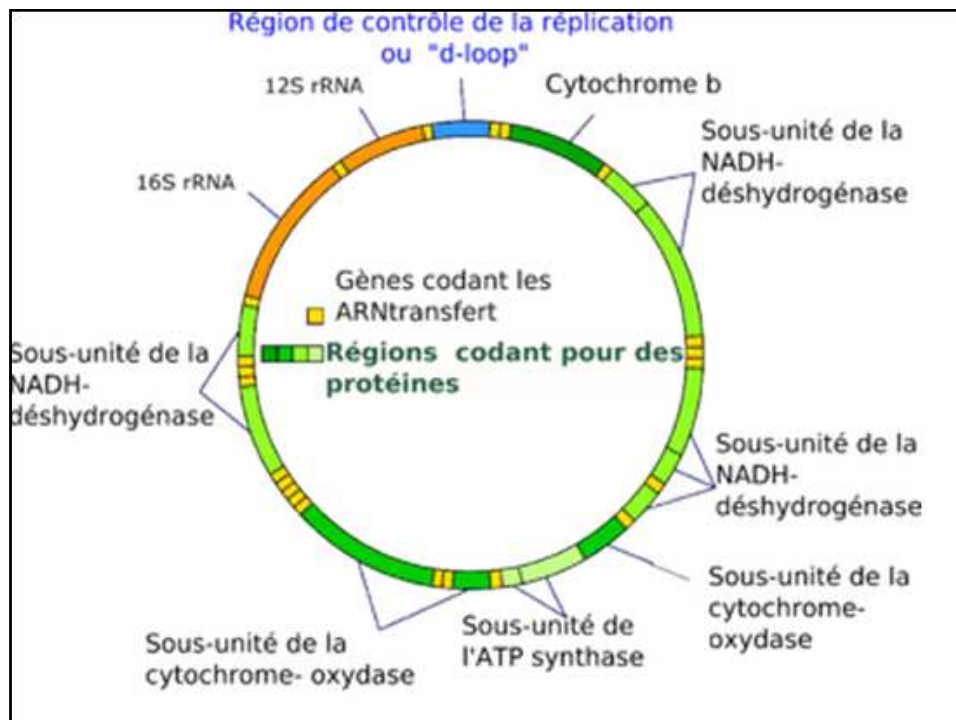 Région de contrôle de la réplication
ou "d-loop"
12S rRNA
Cytochrome b
16S rRNA
Sous-unité de la
NADH-
déshydrogénase
Gènes codant les
ARNtransfert
Régions codant pour des
protéines
Sous-unité de la
NADH-
déshydrogénase
Sous-unité de la
NADH-
déshydrogénase
Sous-unité de la
cytochrome-
oxydase
Sous-unité de
l'ATP synthase
Sous-unité de la
cytochrome- oxydase